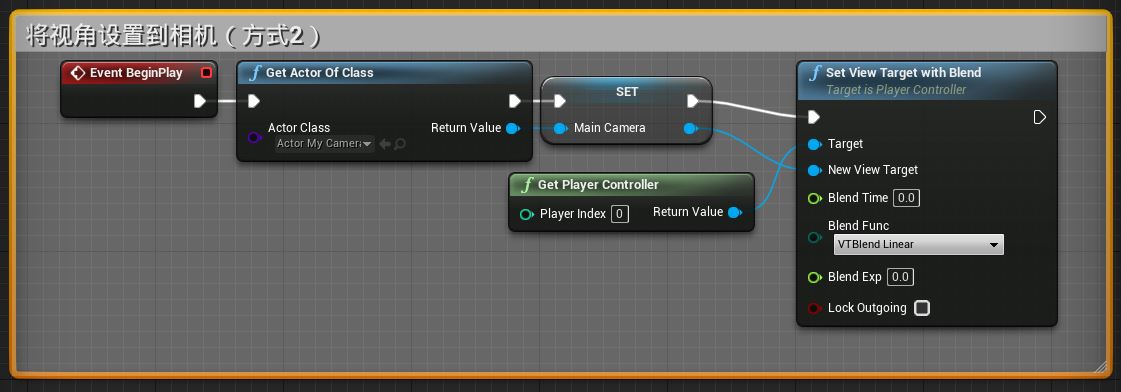 将视角设置到相机（方式2）
Event BeginPlay
Get Actor Of Class
Actor Class
Actor My Camer
Return Value
SET
Main Camera
Get Player Controller
Player Index 0
Return Value
Set View Target with Blend
Target is Player Controller
Target
New View Target
Blend Time 0.0
Blend Func
VTBlend Linear
Blend Exp 0.0
Lock Outgoing